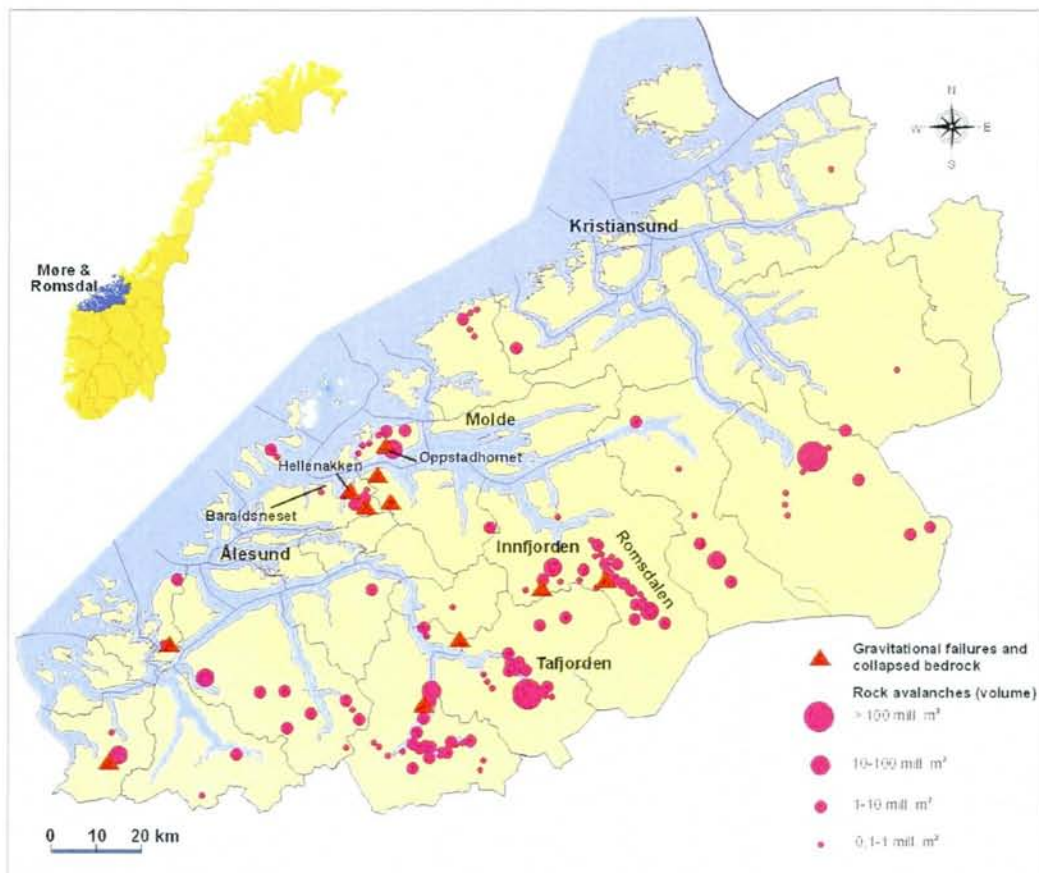 N
W E
S
Kristiansund
Møre &
Romsdal
Molde
Oppstadhornet
Hellenakken
Baraldsneset
Ålesund
Innfjorden
Romsdalen
Tafjorden
Gravitational failures and
collapsed bedrock
Rock avalanches (volume)
> 100 mill. m³
10-100 mill. m³
1-10 mill. m³
0,1-1 mill. m³
0 10 20 km